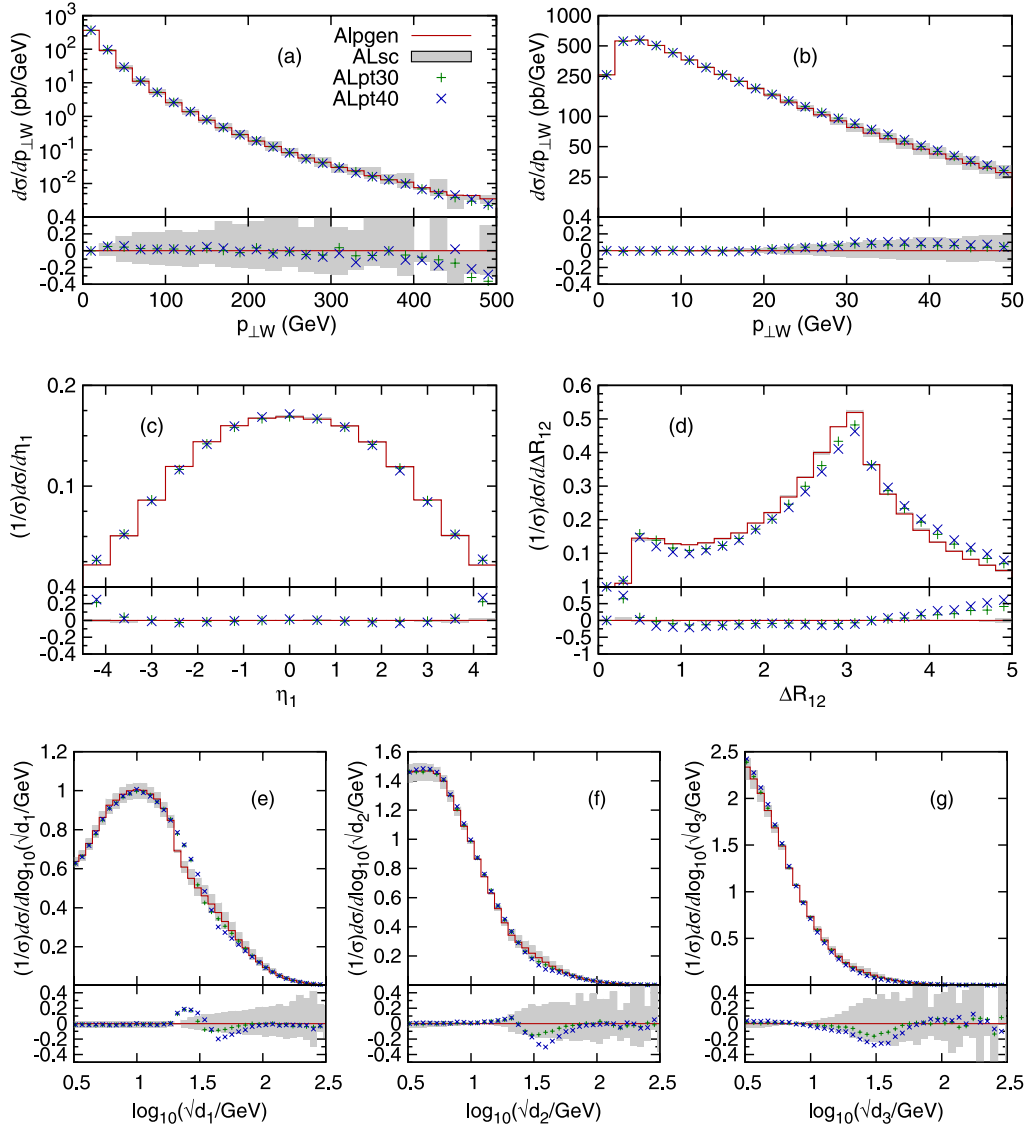 10³
10²
10¹
10⁰
10⁻¹
10⁻²
0.4
0.2
0
-0.2
-0.4
0 100 200 300 400 500
dσ/dp⊥W (pb/GeV)
p⊥W (GeV)
(a)
Alpgen
ALsc
ALpt30
ALpt40
1000
500
250
100
50
25
0.4
0.2
0
-0.2
-0.4
0 10 20 30 40 50
dσ/dp⊥W (pb/GeV)
p⊥W (GeV)
(b)
0.2
0.1
0.4
0.2
0
-0.2
-0.4
-4 -3 -2 -1 0 1 2 3 4
(1/σ)dσ/dη₁
η₁
(c)
0.6
0.5
0.4
0.3
0.2
0.1
1
0.5
0
-0.5
-1
0 1 2 3 4 5
(1/σ)dσ/dΔR₁₂
ΔR₁₂
(d)
1.2
1.0
0.8
0.6
0.4
0.2
0.4
0.2
0
-0.2
-0.4
0.5 1 1.5 2 2.5
(1/σ)dσ/dlog₁₀(√d₁/GeV)
log₁₀(√d₁/GeV)
(e)
1.6
1.4
1.2
1.0
0.8
0.6
0.4
0.2
0.4
0.2
0
-0.2
-0.4
0.5 1 1.5 2 2.5
(1/σ)dσ/dlog₁₀(√d₂/GeV)
log₁₀(√d₂/GeV)
(f)
2.5
2.0
1.5
1.0
0.5
0.4
0.2
0
-0.2
-0.4
0.5 1 1.5 2 2.5
(1/σ)dσ/dlog₁₀(√d₃/GeV)
log₁₀(√d₃/GeV)
(g)